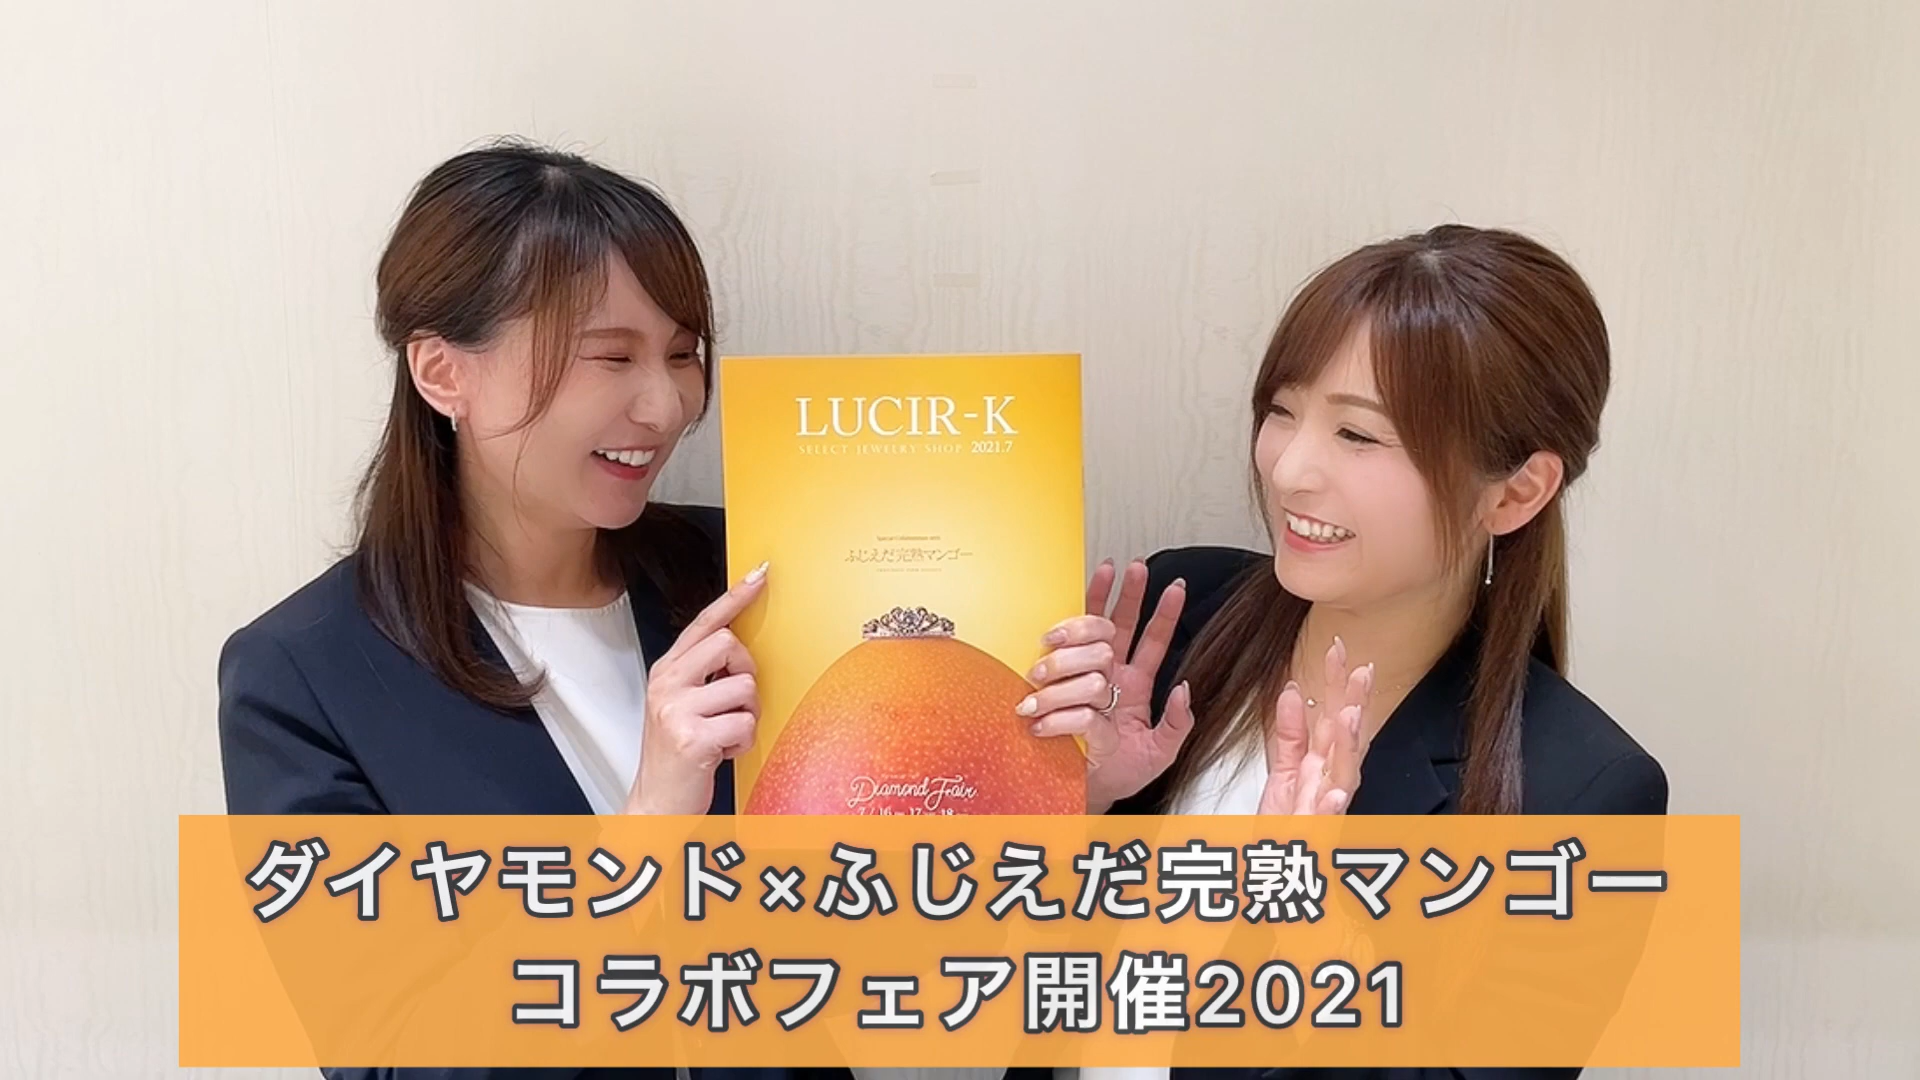 LUCIR-K
SELECT JEWELRY SHOP 2021.7
ふじえだ完熟マンゴー
Diamond Fair.
ダイヤモンド×ふじえだ完熟マンゴー
コラボフェア開催2021